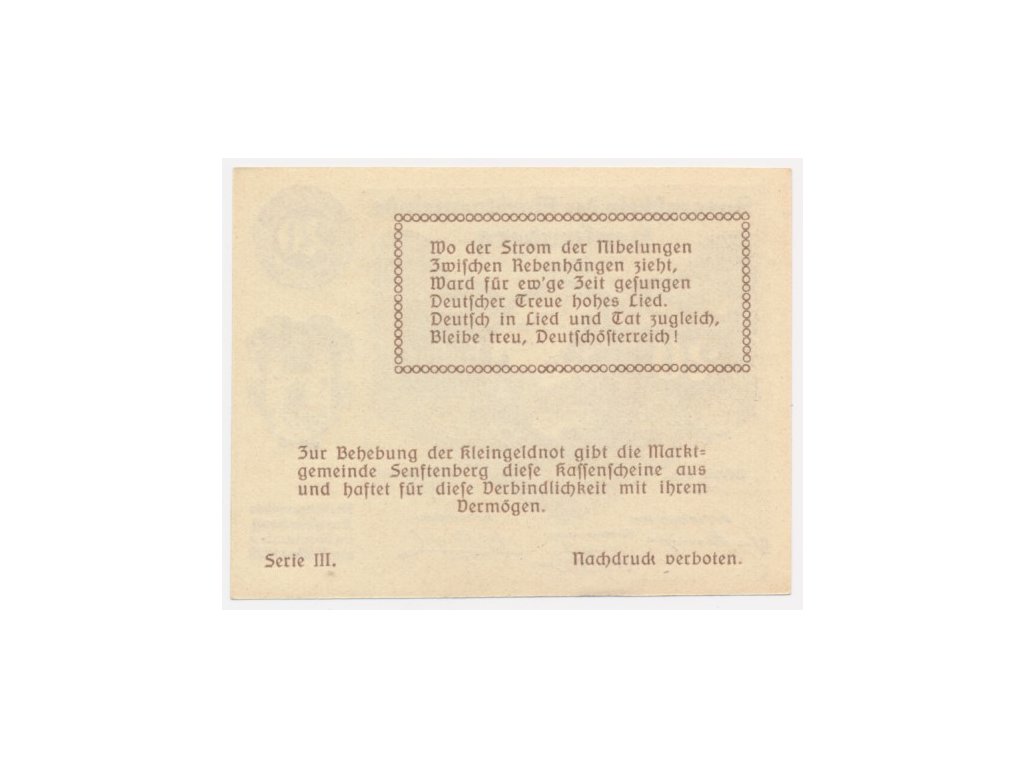 Wo der Strom der Nibelungen
Zwiſchen Rebenhängen zieht,
Ward für ew'ge Zeit geſungen
Deutſcher Treue hohes Lied.
Deutſch in Lied und Tat zugleich,
Bleibe treu, Deutſchöſterreich!
Zur Behebung der Kleingeldnot gibt die Markt=
gemeinde Senftenberg dieſe Kaſſenſcheine aus
und haftet für dieſe Verbindlichkeit mit ihrem
Vermögen.
Serie III.
Nachdruck verboten.